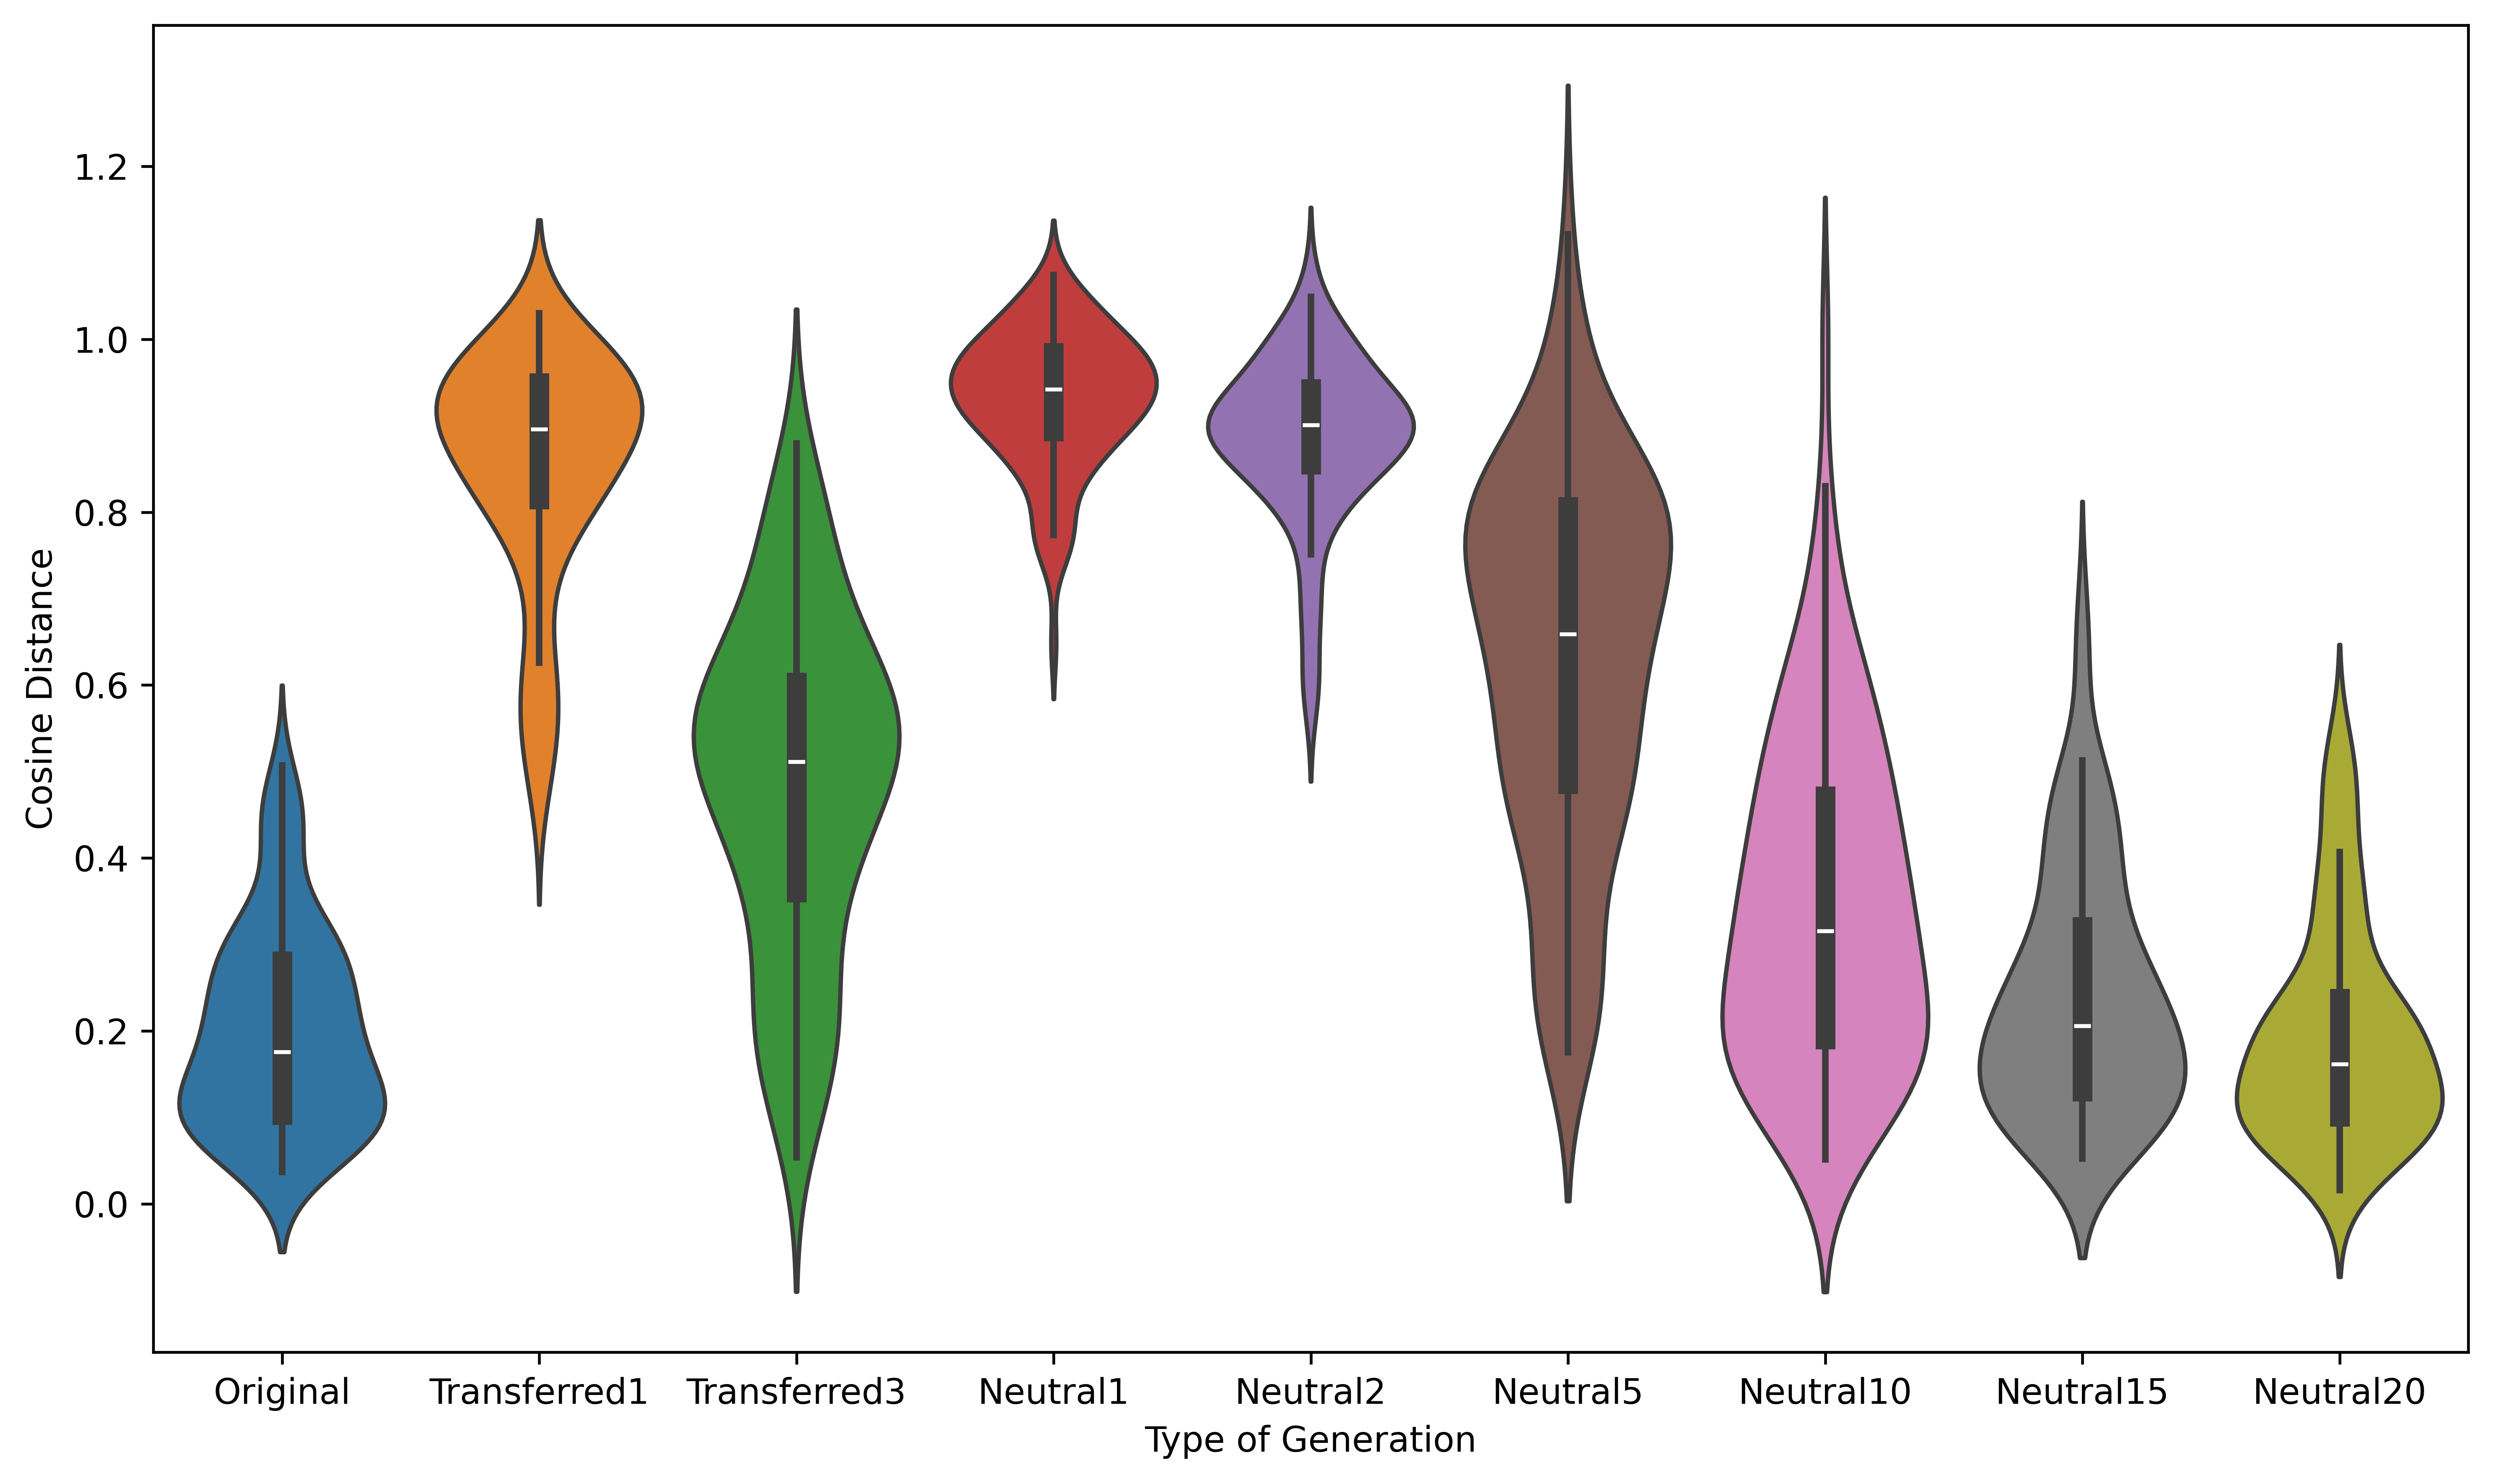 Cosine Distance
1.2
1.0
0.8
0.6
0.4
0.2
0.0
Original Transferred1 Transferred3 Neutral1 Neutral2 Neutral5 Neutral10 Neutral15 Neutral20
Type of Generation